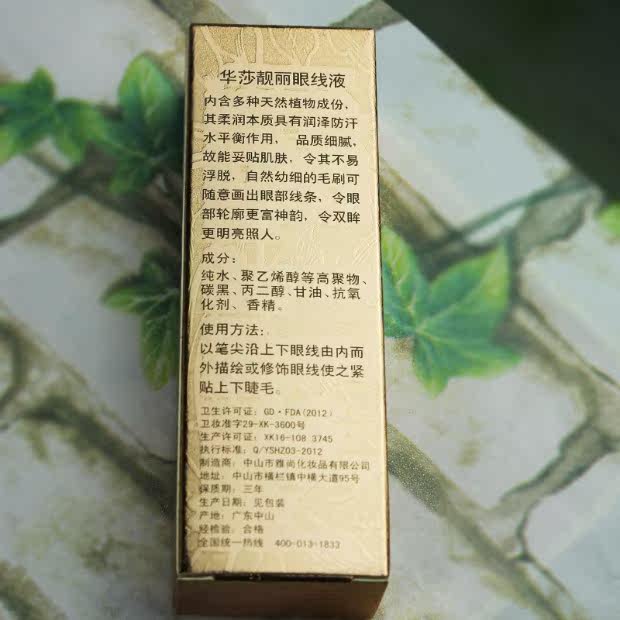 华莎靓丽眼线液
内含多种天然植物成份,
其柔润本质具有润泽防汗
水平衡作用, 品质细腻,
故能妥贴肌肤, 令其不易
浮脱, 自然幼细的毛刷可
随意画出眼部线条, 令眼
部轮廓更富神韵, 令双眸
更明亮照人。
成分:
纯水、聚乙烯醇等高聚物、
碳黑、丙二醇、甘油、抗氧
化剂、香精。
使用方法:
以笔尖沿上下眼线由内而
外描绘或修饰眼线使之紧
贴上下睫毛。
卫生许可证: GD·FDA(2012)
卫妆准字29-XK-3600号
生产许可证: XK16-108 3745
执行标准: Q/YSHZ03-2012
制造商: 中山市雅尚化妆品有限公司
地址: 中山市横栏镇中横大道95号
保质期: 三年
生产日期: 见包装
产地: 广东中山
经检验: 合格
全国统一热线 400-013-1833